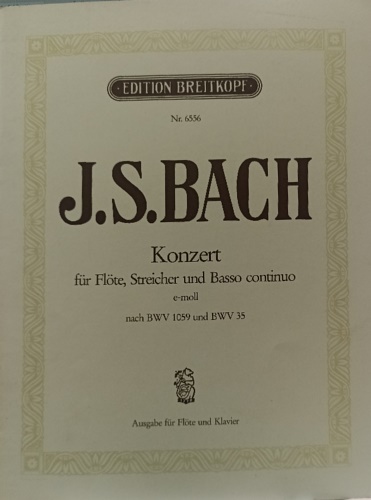 EDITION BREITKOPF
Nr. 6556
J.S.BACH
Konzert
für Flöte, Streicher und Basso continuo
e-moll
nach BWV 1059 und BWV 35
Ausgabe für Flöte und Klavier